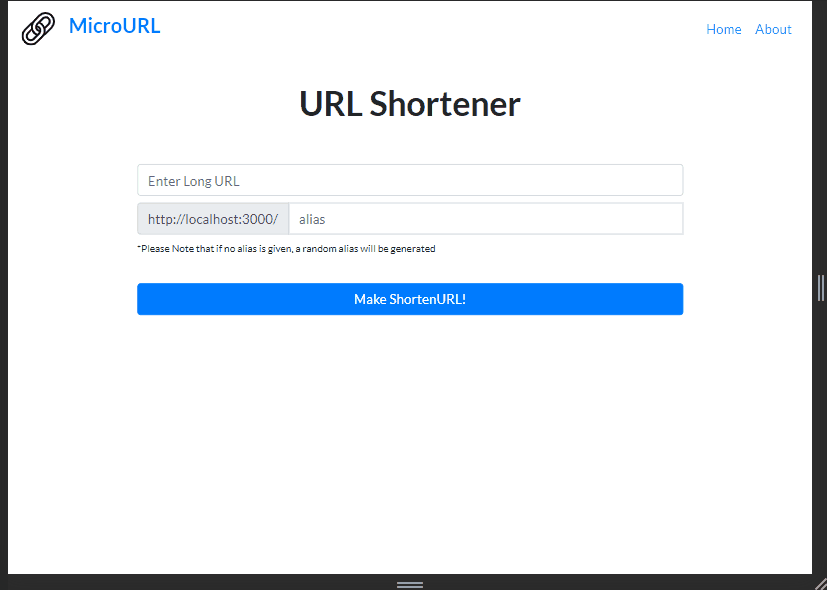 MicroURL
Home About
URL Shortener
Enter Long URL
http://localhost:3000/ alias
*Please Note that if no alias is given, a random alias will be generated
Make ShortenURL!